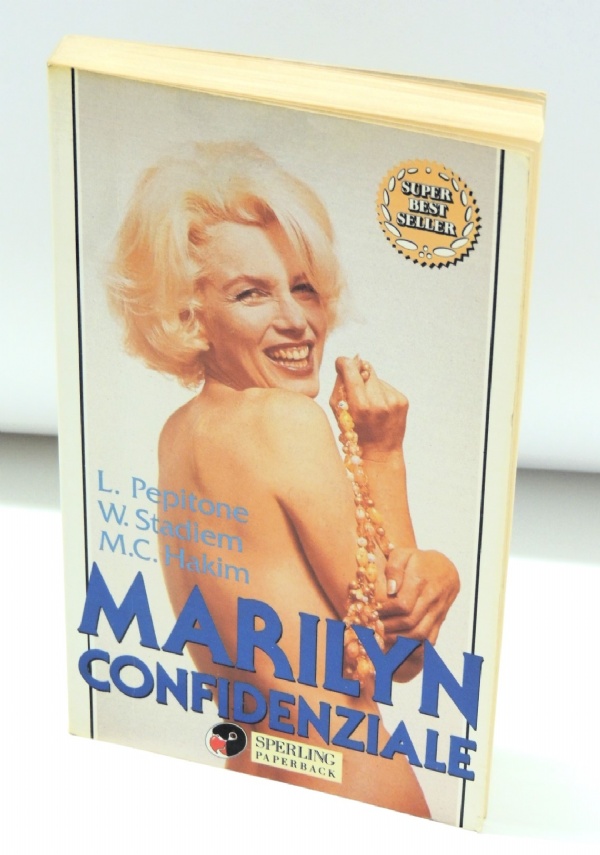 SUPER
BEST
SELLER
L. Pepitone
W. Stadiem
M.C. Hakim
MARILYN
CONFIDENZIALE
SPERLING
PAPERBACK